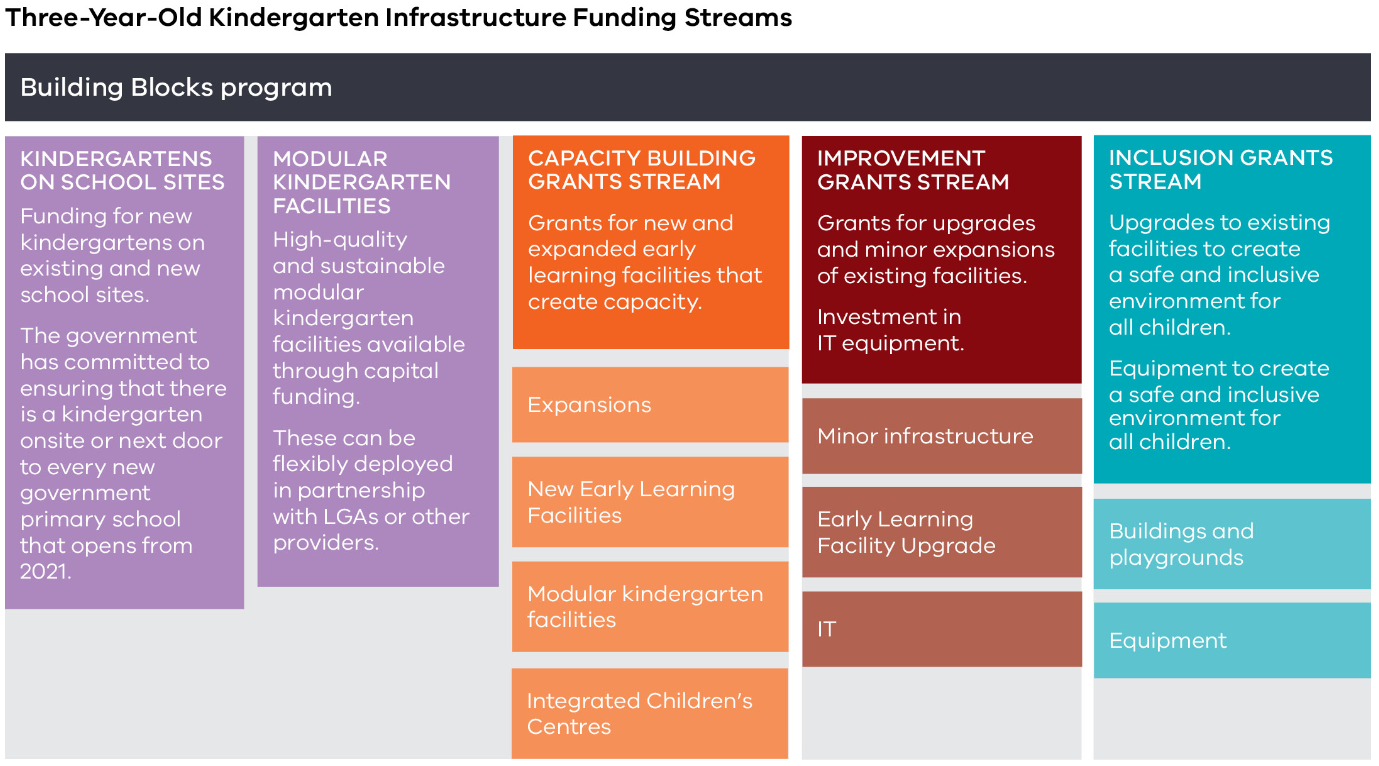 Three-Year-Old Kindergarten Infrastructure Funding Streams
Building Blocks program
KINDERGARTENS
ON SCHOOL SITES
Funding for new
kindergartens on
existing and new
school sites.
The government
has committed to
ensuring that there
is a kindergarten
onsite or next door
to every new
government
primary school
that opens from
2021.
MODULAR
KINDERGARTEN
FACILITIES
High-quality
and sustainable
modular
kindergarten
facilities available
through capital
funding.
These can be
flexibly deployed
in partnership
with LGAs or other
providers.
CAPACITY BUILDING
GRANTS STREAM
Grants for new and
expanded early
learning facilities that
create capacity.
Expansions
New Early Learning
Facilities
Modular kindergarten
facilities
Integrated Children's
Centres
IMPROVEMENT
GRANTS STREAM
Grants for upgrades
and minor expansions
of existing facilities.
Investment in
IT equipment.
Minor infrastructure
Early Learning
Facility Upgrade
IT
INCLUSION GRANTS
STREAM
Upgrades to existing
facilities to create
a safe and inclusive
environment for
all children.
Equipment to create
a safe and inclusive
environment for
all children.
Buildings and
playgrounds
Equipment